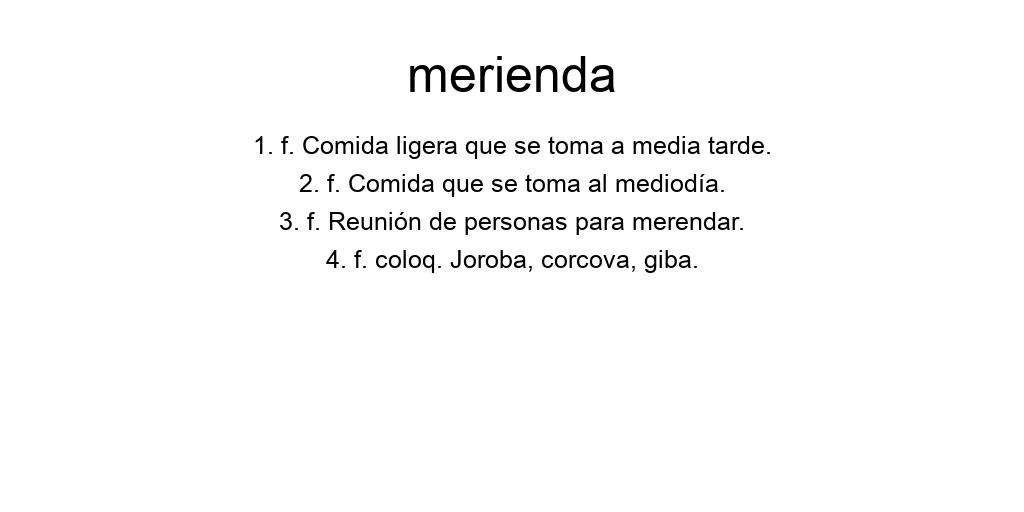 merienda
1. f. Comida ligera que se toma a media tarde.
2. f. Comida que se toma al mediodía.
3. f. Reunión de personas para merendar.
4. f. coloq. Joroba, corcova, giba.